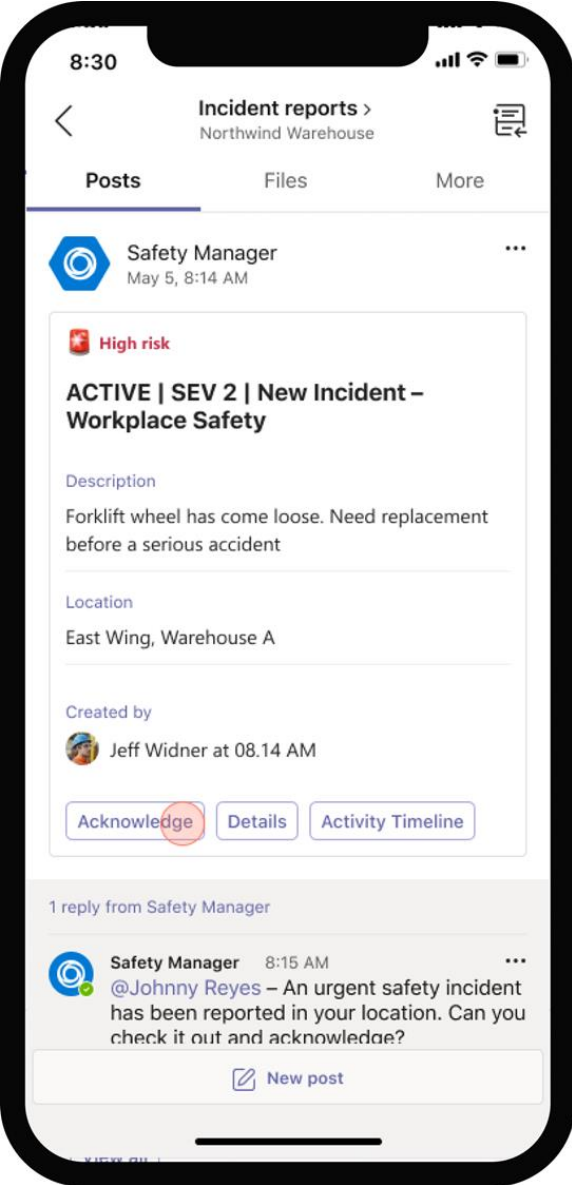 8:30
Incident reports >
Northwind Warehouse
Posts Files More
Safety Manager
May 5, 8:14 AM
High risk
ACTIVE | SEV 2 | New Incident –
Workplace Safety
Description
Forklift wheel has come loose. Need replacement
before a serious accident
Location
East Wing, Warehouse A
Created by
Jeff Widner at 08.14 AM
Acknowledge Details Activity Timeline
1 reply from Safety Manager
Safety Manager 8:15 AM
@Johnny Reyes – An urgent safety incident
has been reported in your location. Can you
check it out and acknowledge?
New post
View all